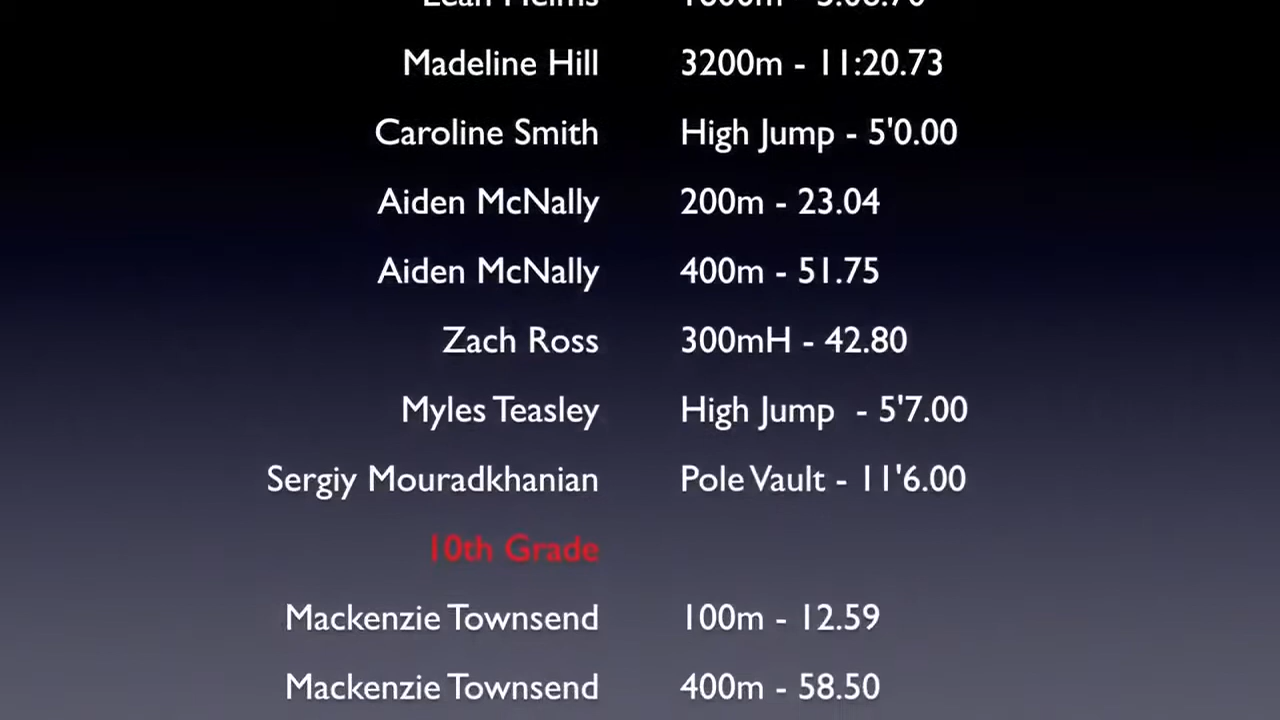 Madeline Hill 3200m - 11:20.73
Caroline Smith High Jump - 5'0.00
Aiden McNally 200m - 23.04
Aiden McNally 400m - 51.75
Zach Ross 300mH - 42.80
Myles Teasley High Jump - 5'7.00
Sergiy Mouradkhanian Pole Vault - 11'6.00
10th Grade
Mackenzie Townsend 100m - 12.59
Mackenzie Townsend 400m - 58.50